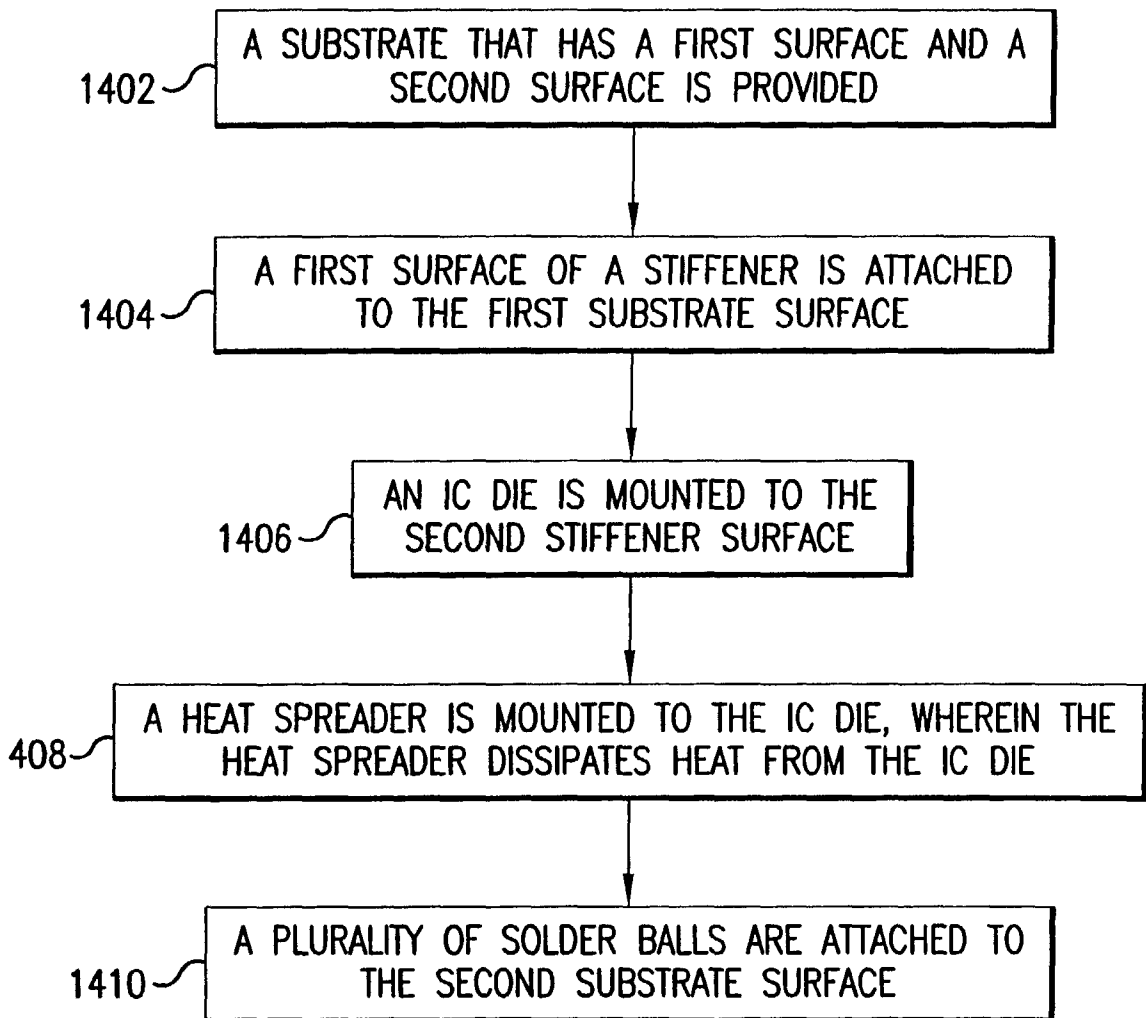 A SUBSTRATE THAT HAS A FIRST SURFACE AND A
SECOND SURFACE IS PROVIDED
1402
A FIRST SURFACE OF A STIFFENER IS ATTACHED
TO THE FIRST SUBSTRATE SURFACE
1404
AN IC DIE IS MOUNTED TO THE
SECOND STIFFENER SURFACE
1406
A HEAT SPREADER IS MOUNTED TO THE IC DIE, WHEREIN THE
HEAT SPREADER DISSIPATES HEAT FROM THE IC DIE
408
A PLURALITY OF SOLDER BALLS ARE ATTACHED TO
THE SECOND SUBSTRATE SURFACE
1410